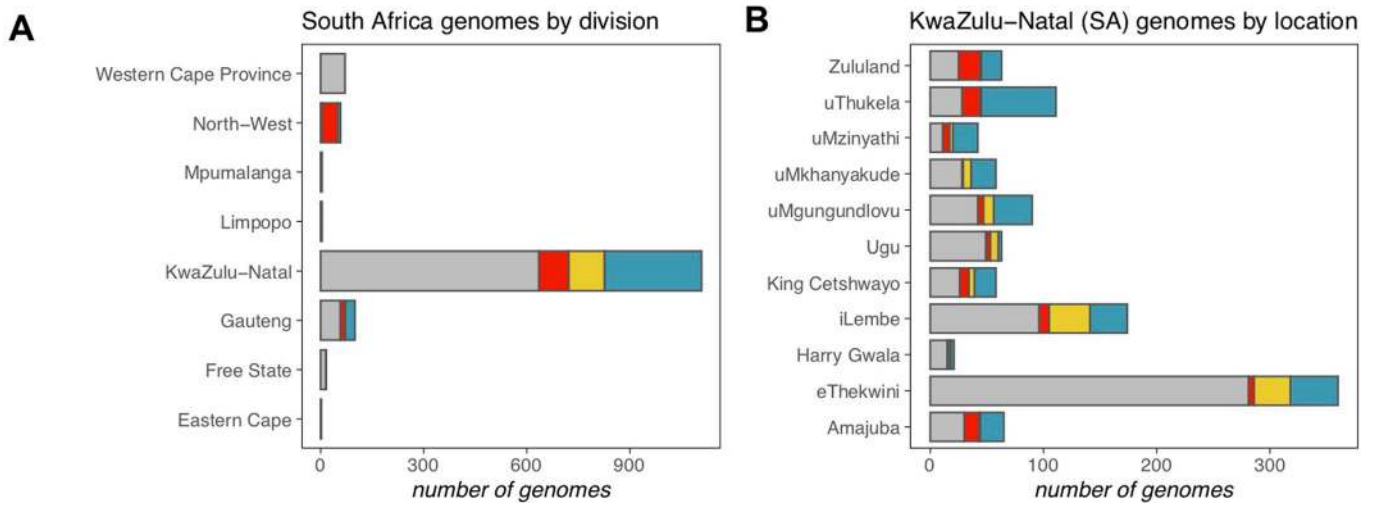 A
South Africa genomes by division
Western Cape Province
North−West
Mpumalanga
Limpopo
KwaZulu−Natal
Gauteng
Free State
Eastern Cape
0 300 600 900
number of genomes
B
KwaZulu−Natal (SA) genomes by location
Zululand
uThukela
uMzinyathi
uMkhanyakude
uMgungundlovu
Ugu
King Cetshwayo
iLembe
Harry Gwala
eThekwini
Amajuba
0 100 200 300
number of genomes